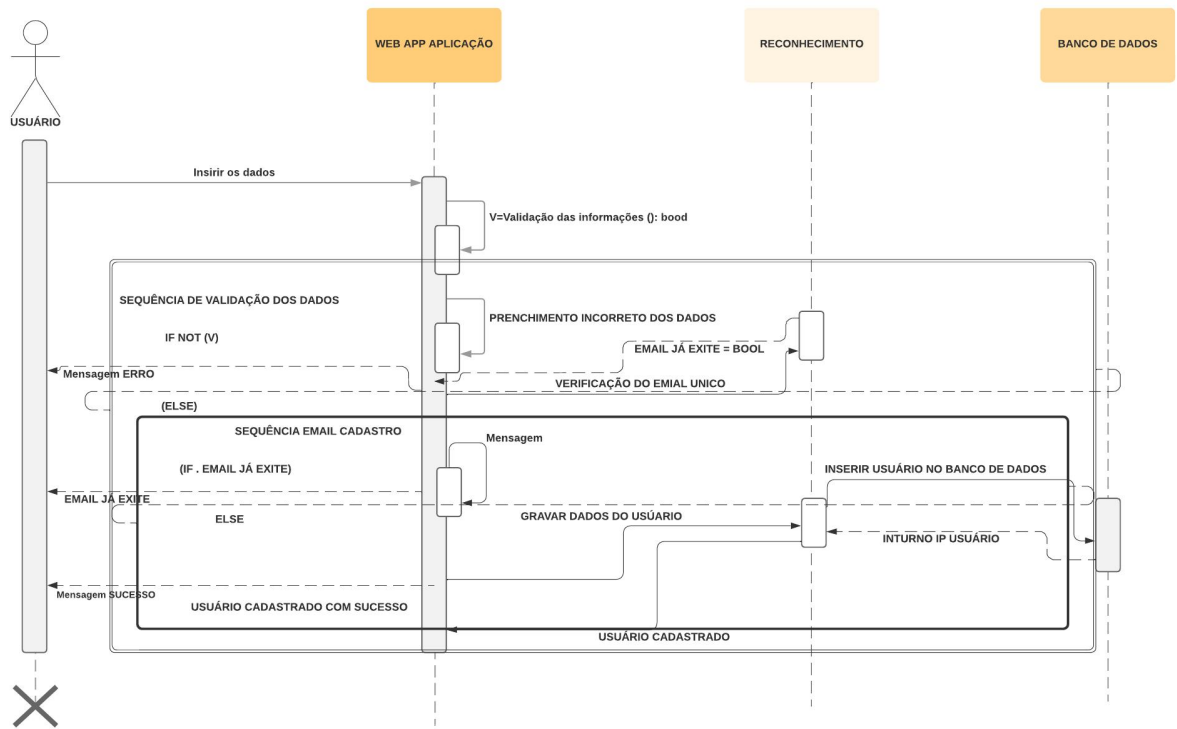 WEB APP APLICAÇÃO
RECONHECIMENTO
BANCO DE DADOS
USUÁRIO
Insirir os dados
V=Validação das informações (): bood
SEQUÊNCIA DE VALIDAÇÃO DOS DADOS
PRENCHIMENTO INCORRETO DOS DADOS
IF NOT (V)
EMAIL JÁ EXITE = BOOL
Mensagem ERRO
VERIFICAÇÃO DO EMIAL UNICO
(ELSE)
SEQUÊNCIA EMAIL CADASTRO
Mensagem
(IF . EMAIL JÁ EXITE)
INSERIR USUÁRIO NO BANCO DE DADOS
EMAIL JÁ EXITE
ELSE
GRAVAR DADOS DO USÚARIO
INTURNO IP USUÁRIO
Mensagem SUCESSO
USUÁRIO CADASTRADO COM SUCESSO
USUÁRIO CADASTRADO